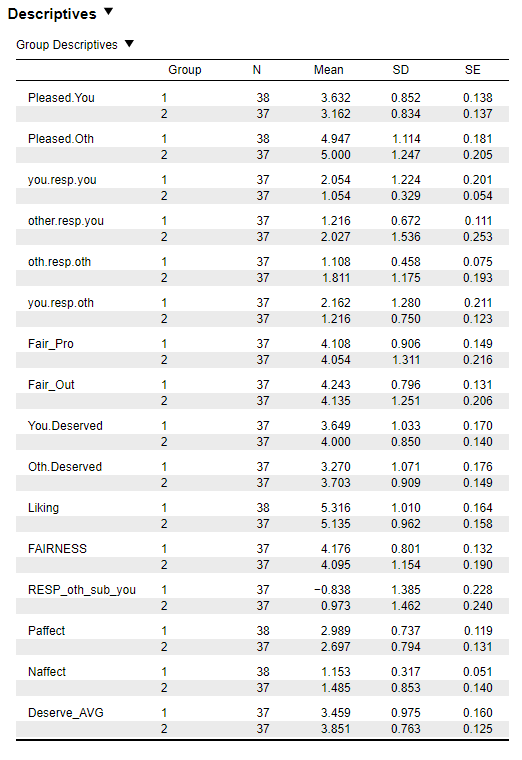 Descriptives ▼
Group Descriptives ▼
Group N Mean SD SE
Pleased.You 1 38 3.632 0.852 0.138
2 37 3.162 0.834 0.137
Pleased.Oth 1 38 4.947 1.114 0.181
2 37 5.000 1.247 0.205
you.resp.you 1 37 2.054 1.224 0.201
2 37 1.054 0.329 0.054
other.resp.you 1 37 1.216 0.672 0.111
2 37 2.027 1.536 0.253
oth.resp.oth 1 37 1.108 0.458 0.075
2 37 1.811 1.175 0.193
you.resp.oth 1 37 2.162 1.280 0.211
2 37 1.216 0.750 0.123
Fair_Pro 1 37 4.108 0.906 0.149
2 37 4.054 1.311 0.216
Fair_Out 1 37 4.243 0.796 0.131
2 37 4.135 1.251 0.206
You.Deserved 1 37 3.649 1.033 0.170
2 37 4.000 0.850 0.140
Oth.Deserved 1 37 3.270 1.071 0.176
2 37 3.703 0.909 0.149
Liking 1 38 5.316 1.010 0.164
2 37 5.135 0.962 0.158
FAIRNESS 1 37 4.176 0.801 0.132
2 37 4.095 1.154 0.190
RESP_oth_sub_you 1 37 −0.838 1.385 0.228
2 37 0.973 1.462 0.240
Paffect 1 38 2.989 0.737 0.119
2 37 2.697 0.794 0.131
Naffect 1 38 1.153 0.317 0.051
2 37 1.485 0.853 0.140
Deserve_AVG 1 37 3.459 0.975 0.160
2 37 3.851 0.763 0.125